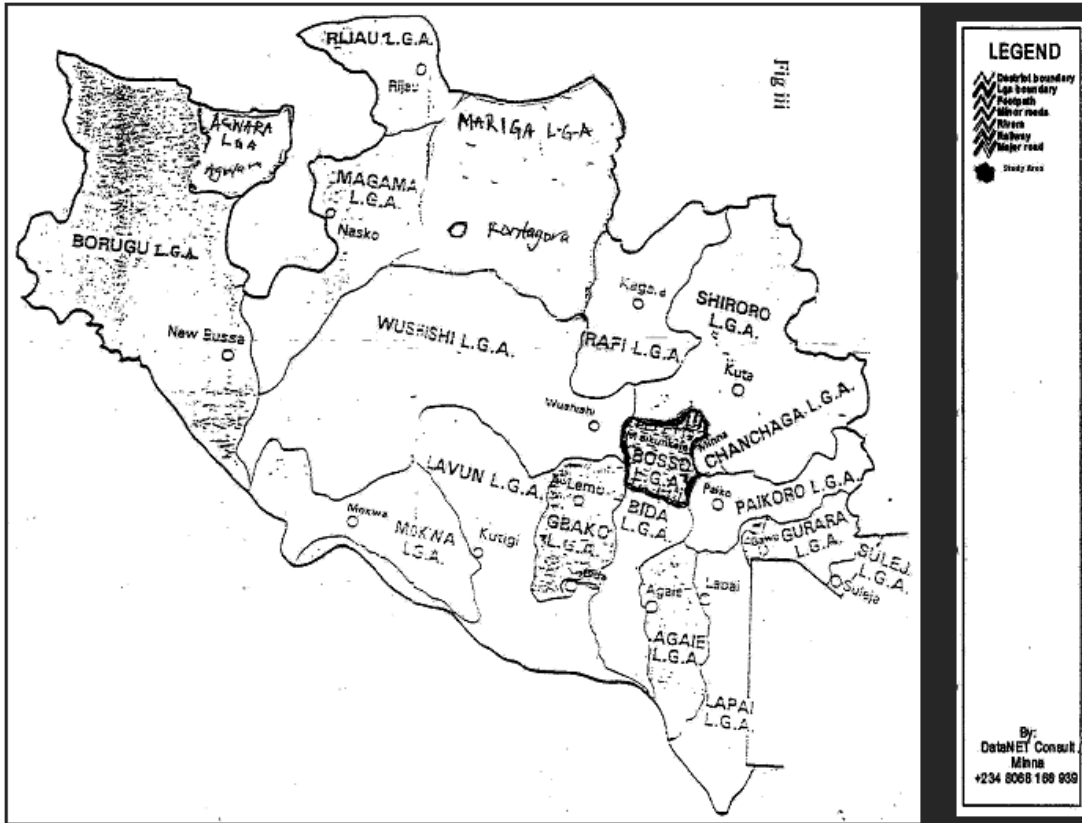 RIJAU L.G.A.
Rijau
Fig iii
MARIGA L.G.A
AGWARA
L G A
Agwara
MAGAMA
L.G.A.
Nasko
Kontagora
BORUGU L.G.A.
Kagara
SHIRORO
L.G.A.
WUSHISHI L.G.A.
RAFI L.G.A.
New Bussa
Kuta
Wushishi
Minna
CHANCHAGA L.G.A.
BOSSO
L.G.A
LAVUN L.G.A.
Lemu
Paiko
PAIKORO L.G.A.
Mokwa
MOKWA
L.G.A.
Kutigi
GBAKO
L.G.A.
BIDA
L.G.A.
GURARA
L.G.A.
SULEJ
L.G.A.
Suleja
Agaie
Lapai
AGAIE
L.G.A.
LAPAI
L.G.A.
LEGEND
District boundary
Lga boundary
Footpath
Minor roads
Rivers
Railway
Major road
Study Area
By:
DataNET Consult
Minna
+234 8068 168 939